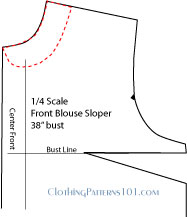 1/4 Scale
Front Blouse Sloper
38" bust
Center Front
Bust Line
ClothingPatterns101.com